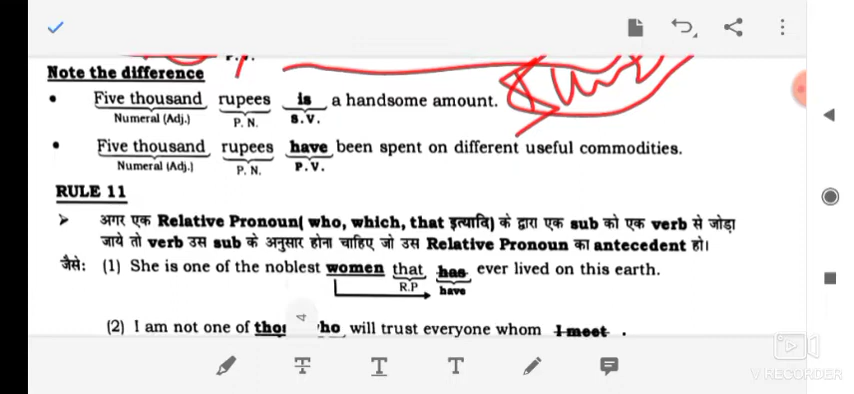 Note the difference
• Five thousand rupees is a handsome amount.
Numeral (Adj.) P. N. S. V.
• Five thousand rupees have been spent on different useful commodities.
Numeral (Adj.) P. N. P. V.
RULE 11
➢ अगर एक Relative Pronoun( who, which, that इत्यादि) के द्वारा एक sub को एक verb से जोड़ा
जाये तो verb उस sub के अनुसार होना चाहिए जो उस Relative Pronoun का antecedent हो।
जैसे: (1) She is one of the noblest women that has ever lived on this earth.
R.P have
4
(2) I am not one of will trust everyone whom I meet .
T T T
V RECORDER